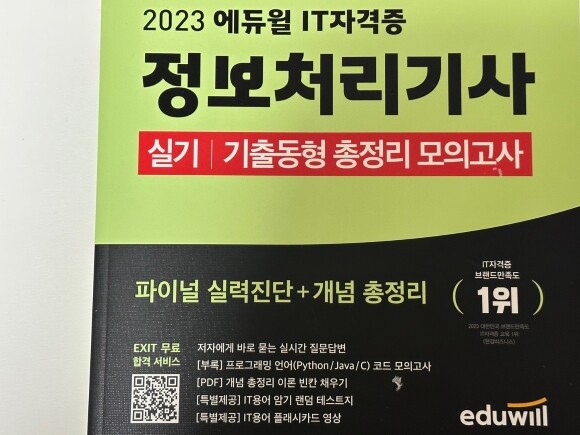 2023 에듀윌 IT자격증
정보처리기사
실기 | 기출동형 총정리 모의고사
파이널 실력진단+개념 총정리
IT자격증
브랜드만족도
1위
EXIT 무료
합격 서비스
저자에게 바로 묻는 실시간 질문답변
[부록] 프로그래밍 언어(Python/Java/C) 코드 모의고사
[PDF] 개념 총정리 이론 빈칸 채우기
[특별제공] IT용어 암기 랜덤 테스트지
[특별제공] IT용어 플래시카드 영상
eduwill